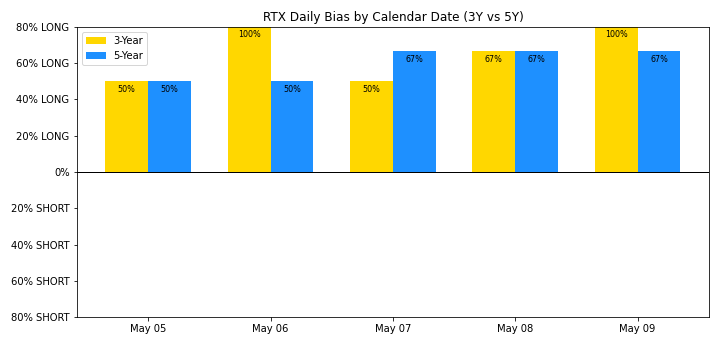 RTX Daily Bias by Calendar Date (3Y vs 5Y)
80% LONG
60% LONG
40% LONG
20% LONG
0%
20% SHORT
40% SHORT
60% SHORT
80% SHORT
3-Year
5-Year
50%
50%
100%
50%
50%
67%
67%
67%
100%
67%
May 05
May 06
May 07
May 08
May 09